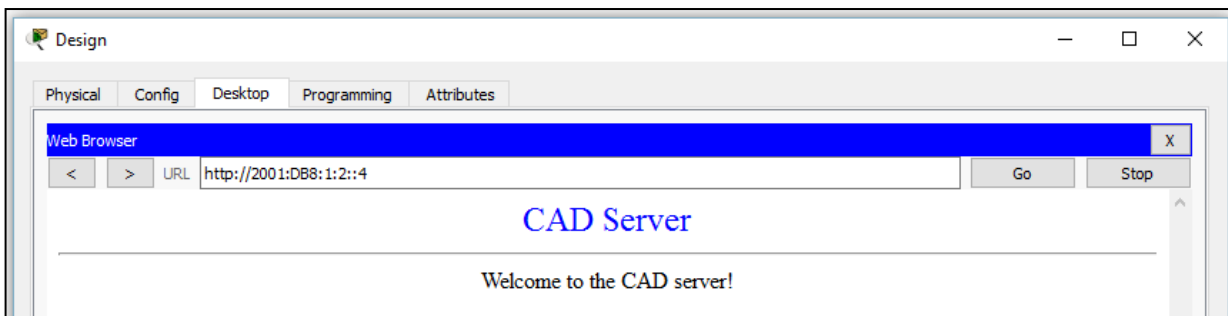 Design
Physical Config Desktop Programming Attributes
Web Browser X
< > URL http://2001:DB8:1:2::4 Go Stop
CAD Server
Welcome to the CAD server!